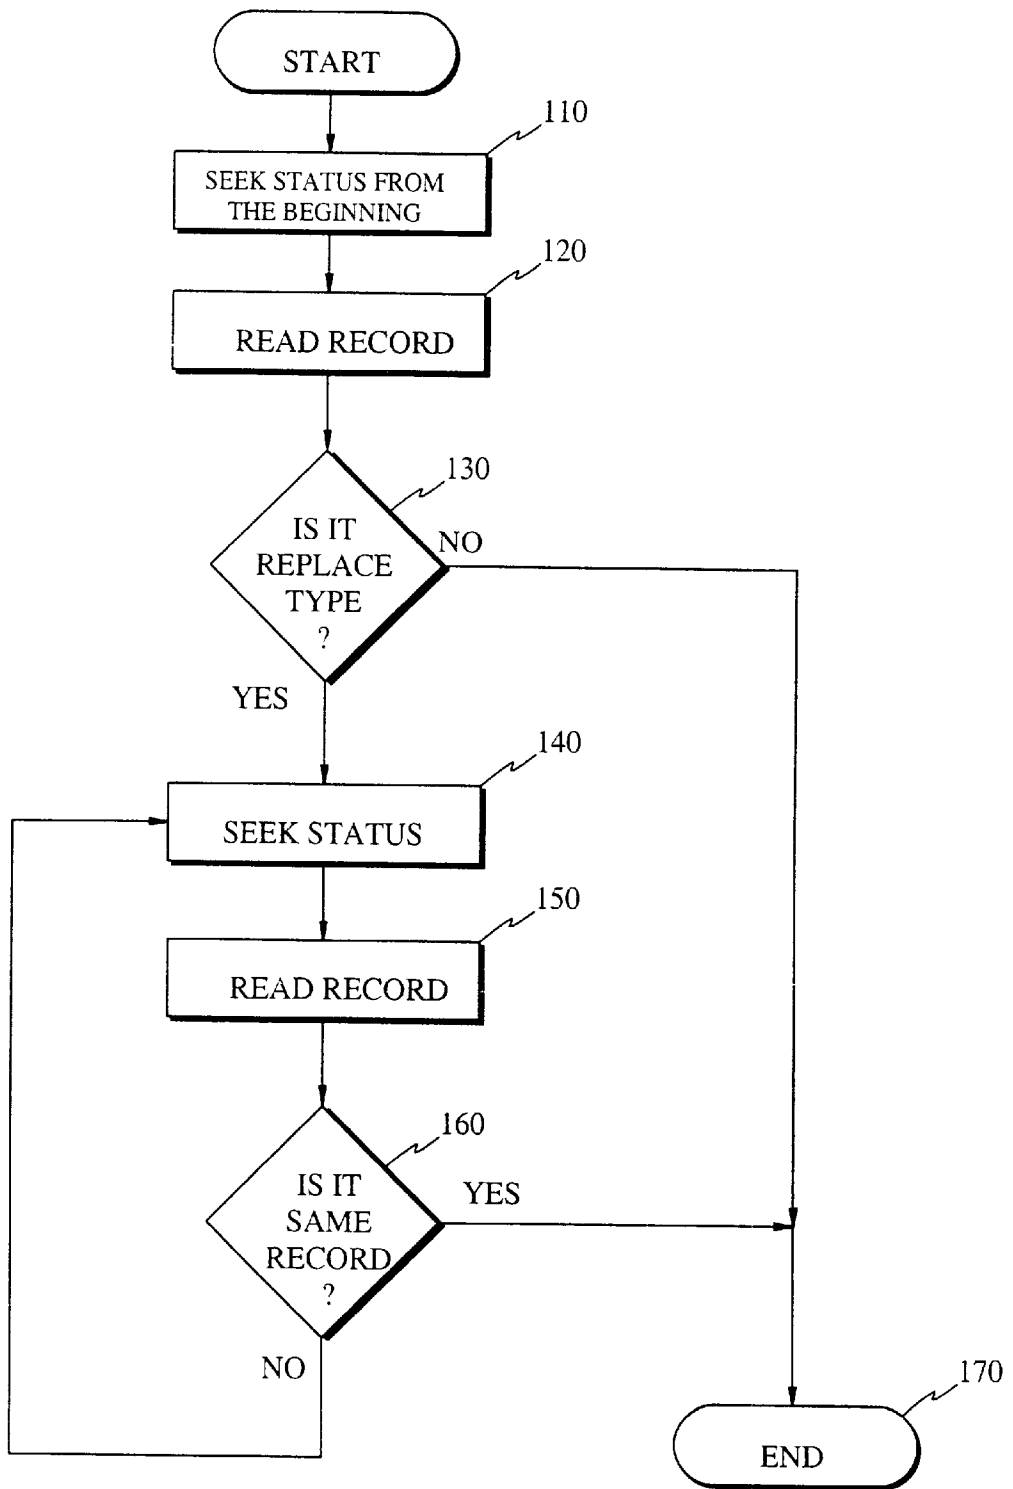 START
110
SEEK STATUS FROM
THE BEGINNING
120
READ RECORD
130
IS IT
REPLACE
TYPE
?
NO
YES
140
SEEK STATUS
150
READ RECORD
160
IS IT
SAME
RECORD
?
YES
NO
170
END